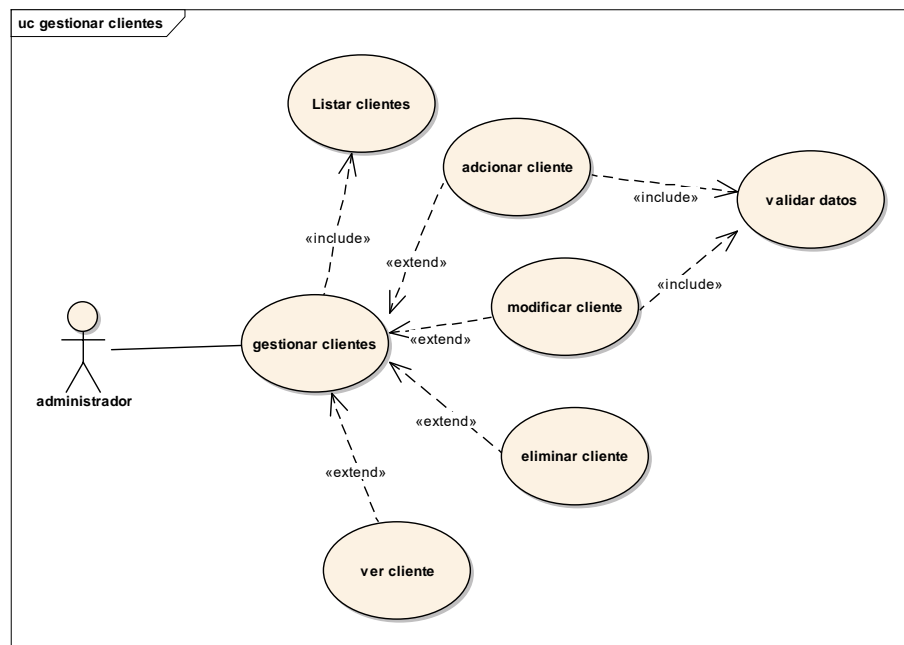 uc gestionar clientes
Listar clientes
adcionar cliente
validar datos
«include»
«include»
«extend»
modificar cliente
«include»
«extend»
gestionar clientes
administrador
«extend»
eliminar cliente
«extend»
ver cliente